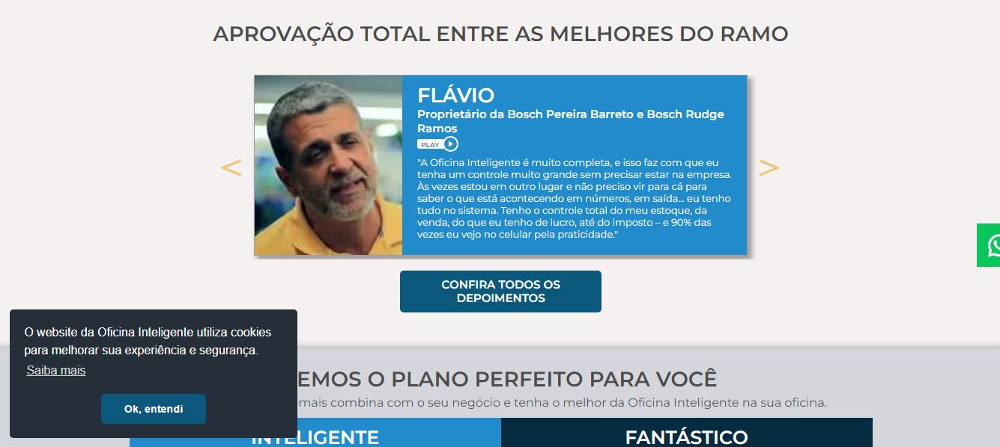 APROVAÇÃO TOTAL ENTRE AS MELHORES DO RAMO
FLÁVIO
Proprietário da Bosch Pereira Barreto e Bosch Rudge
Ramos
PLAY
"A Oficina Inteligente é muito completa, e isso faz com que eu
tenha um controle muito grande sem precisar estar na empresa.
Às vezes estou em outro lugar e não preciso vir para cá para
saber o que está acontecendo em números, em saída... eu tenho
tudo no sistema. Tenho o controle total do meu estoque, da
venda, do que eu tenho de lucro, até do imposto – e 90% das
vezes eu vejo no celular pela praticidade."
CONFIRA TODOS OS
DEPOIMENTOS
O website da Oficina Inteligente utiliza cookies
para melhorar sua experiência e segurança.
Saiba mais
Ok, entendi
EMOS O PLANO PERFEITO PARA VOCÊ
mais combina com o seu negócio e tenha o melhor da Oficina Inteligente na sua oficina.
INTELIGENTE
FANTÁSTICO